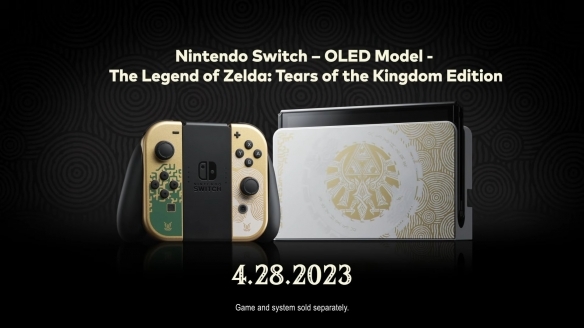 Nintendo Switch – OLED Model -
The Legend of Zelda: Tears of the Kingdom Edition
SWITCH
4.28.2023
Game and system sold separately.